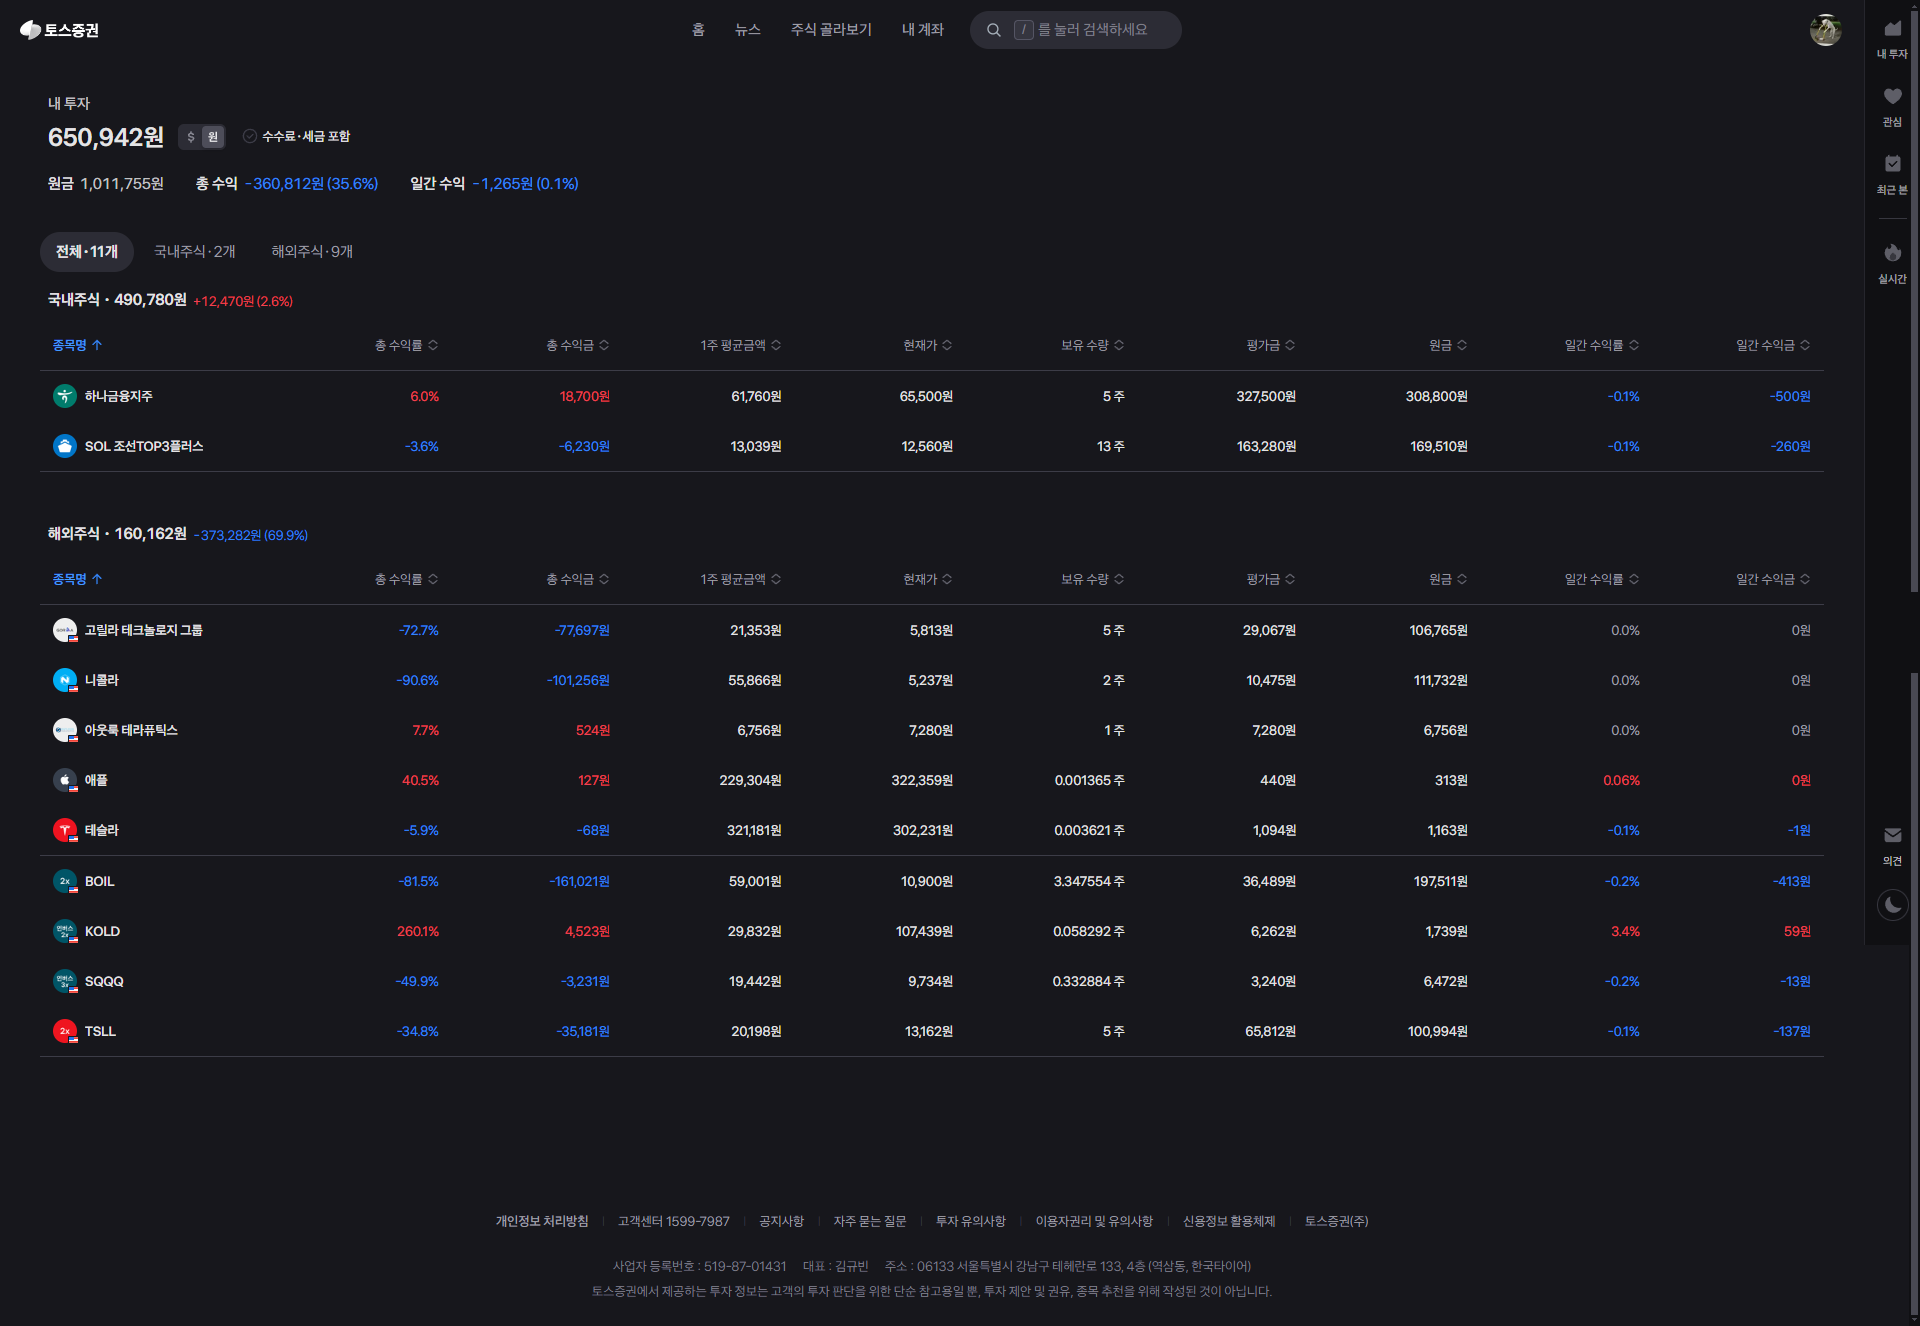 토스증권
홈 뉴스 주식 골라보기 내 계좌 / 를 눌러 검색하세요
내 투자
관심
최근 본
실시간
의견
내 투자
650,942원 $ 원 수수료·세금 포함
원금 1,011,755원 총 수익 -360,812원 (35.6%) 일간 수익 -1,265원 (0.1%)
전체·11개 국내주식·2개 해외주식·9개
국내주식 · 490,780원 +12,470원 (2.6%)
종목명 총 수익률 총 수익금 1주 평균금액 현재가 보유 수량 평가금 원금 일간 수익률 일간 수익금
하나금융지주 6.0% 18,700원 61,760원 65,500원 5 주 327,500원 308,800원 -0.1% -500원
SOL 조선TOP3플러스 -3.6% -6,230원 13,039원 12,560원 13 주 163,280원 169,510원 -0.1% -260원
해외주식 · 160,162원 -373,282원 (69.9%)
종목명 총 수익률 총 수익금 1주 평균금액 현재가 보유 수량 평가금 원금 일간 수익률 일간 수익금
고릴라 테크놀로지 그룹 -72.7% -77,697원 21,353원 5,813원 5 주 29,067원 106,765원 0.0% 0원
N 니콜라 -90.6% -101,256원 55,866원 5,237원 2 주 10,475원 111,732원 0.0% 0원
아웃룩 테라퓨틱스 7.7% 524원 6,756원 7,280원 1 주 7,280원 6,756원 0.0% 0원
애플 40.5% 127원 229,304원 322,359원 0.001365 주 440원 313원 0.06% 0원
테슬라 -5.9% -68원 321,181원 302,231원 0.003621 주 1,094원 1,163원 -0.1% -1원
2x BOIL -81.5% -161,021원 59,001원 10,900원 3.347554 주 36,489원 197,511원 -0.2% -413원
인버스 2x KOLD 260.1% 4,523원 29,832원 107,439원 0.058292 주 6,262원 1,739원 3.4% 59원
인버스 3x SQQQ -49.9% -3,231원 19,442원 9,734원 0.332884 주 3,240원 6,472원 -0.2% -13원
2x TSLL -34.8% -35,181원 20,198원 13,162원 5 주 65,812원 100,994원 -0.1% -137원
개인정보 처리방침 고객센터 1599-7987 공지사항 자주 묻는 질문 투자 유의사항 이용자권리 및 유의사항 신용정보 활용체제 토스증권(주)
사업자 등록번호 : 519-87-01431 대표 : 김규빈 주소 : 06133 서울특별시 강남구 테헤란로 133, 4층 (역삼동, 한국타이어)
토스증권에서 제공하는 투자 정보는 고객의 투자 판단을 위한 단순 참고용일 뿐, 투자 제안 및 권유, 종목 추천을 위해 작성된 것이 아닙니다.